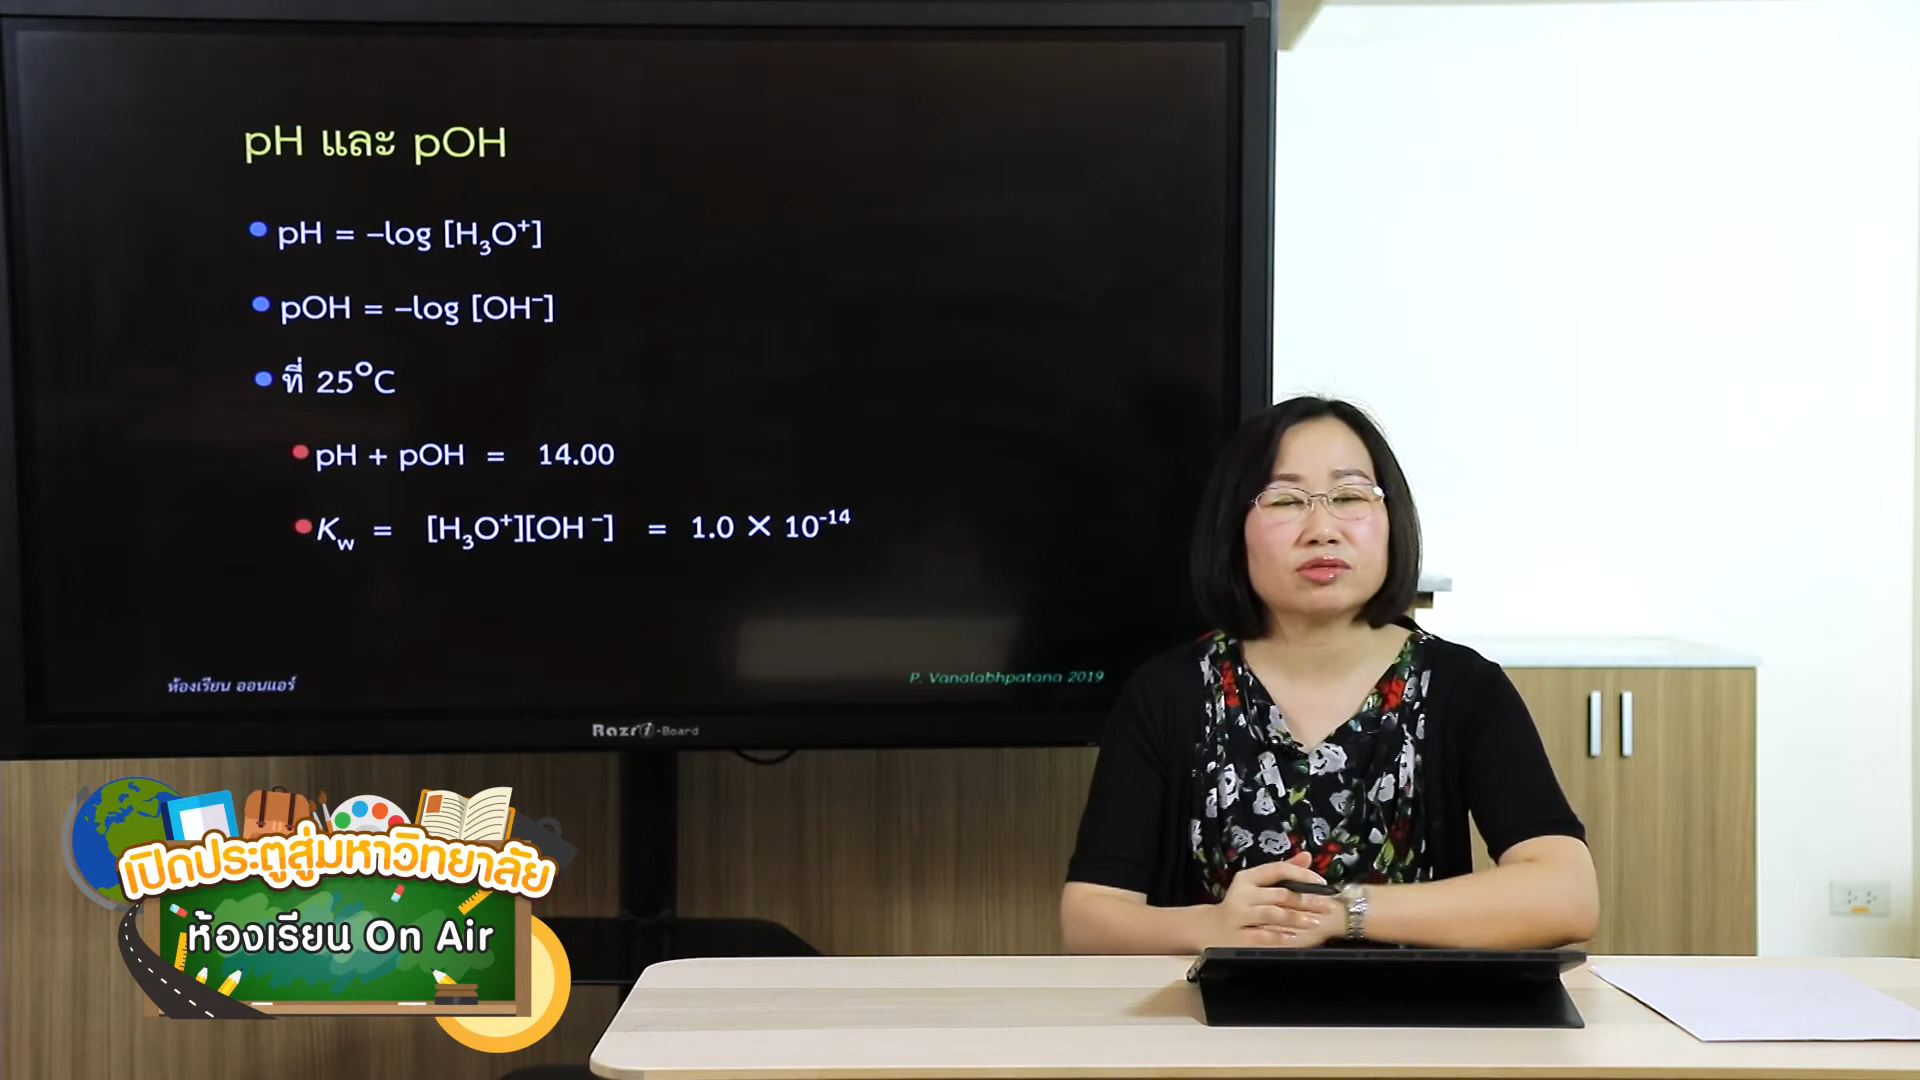 pH และ pOH
pH = –log [H₃O⁺]
pOH = –log [OH⁻]
ที่ 25°C
pH + pOH = 14.00
Kw = [H₃O⁺][OH⁻] = 1.0 × 10⁻¹⁴
ห้องเรียน ออนแอร์
P. Vanalabhpatana 2019
Razr i-Board
เปิดประตูสู่มหาวิทยาลัย
ห้องเรียน On Air